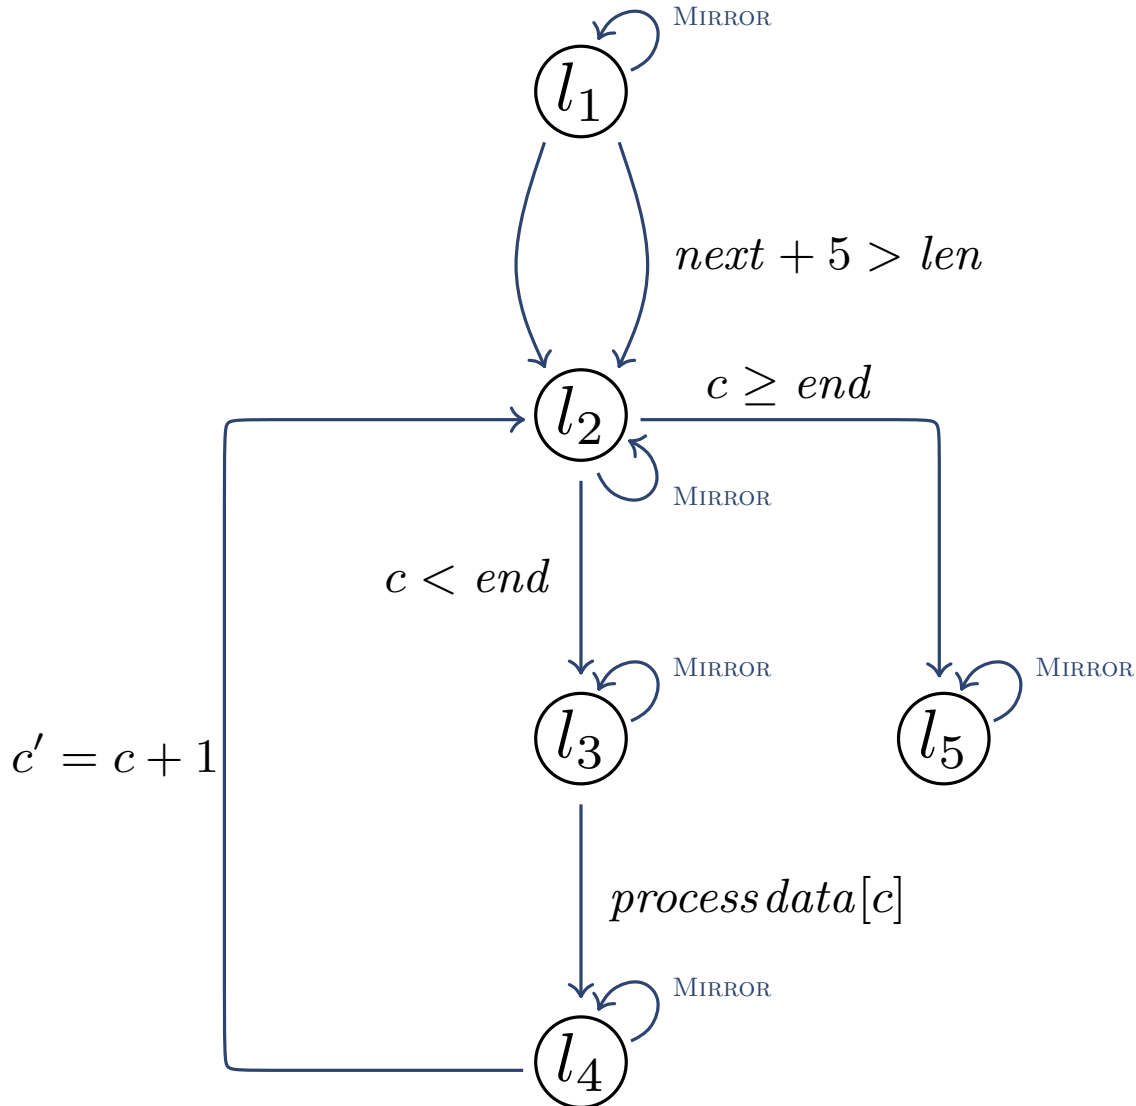 MIRROR
l₁
next + 5 > len
c ≥ end
l₂
MIRROR
c < end
MIRROR
MIRROR
l₃
l₅
c′ = c + 1
process data[c]
MIRROR
l₄